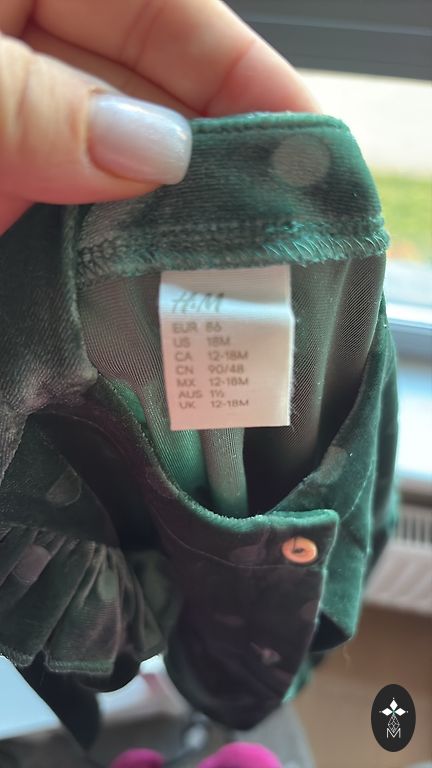 H&M
EUR 86
US 18M
CA 12-18M
CN 90/48
MX 12-18M
AUS 1½
UK 12-18M